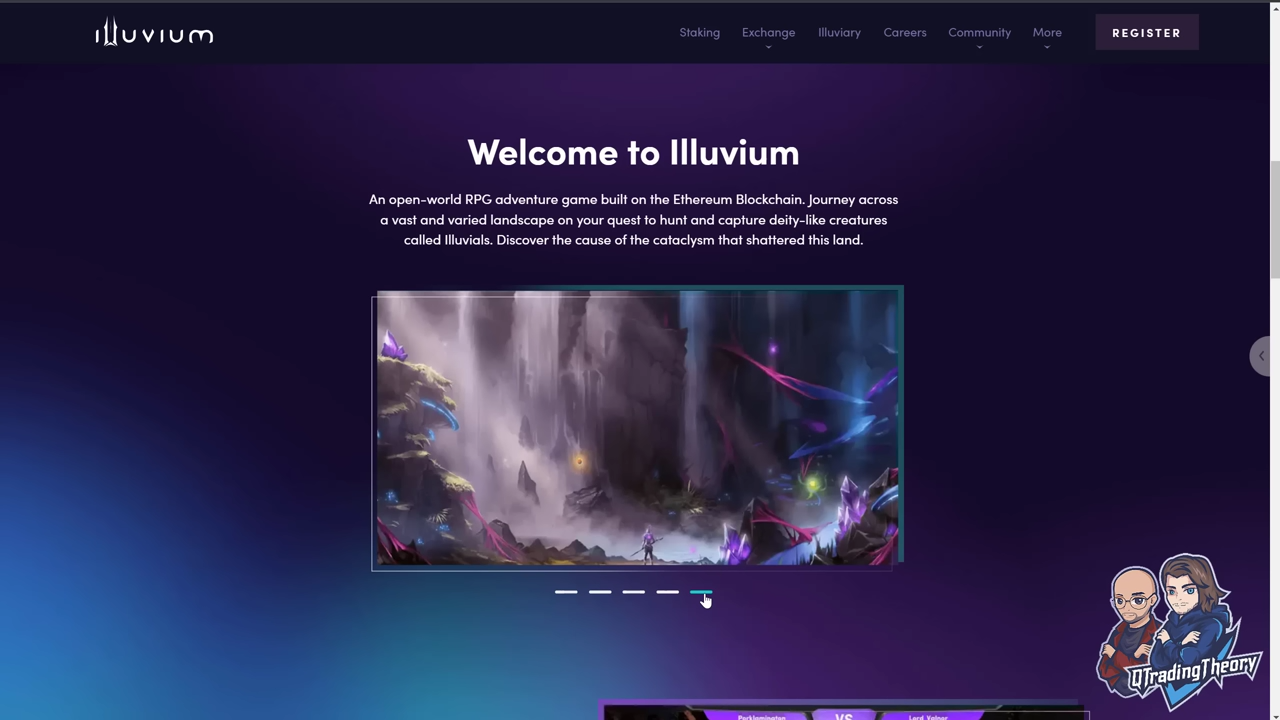 ILLUVIUM
Staking Exchange Illuviary Careers Community More REGISTER
Welcome to Illuvium
An open-world RPG adventure game built on the Ethereum Blockchain. Journey across
a vast and varied landscape on your quest to hunt and capture deity-like creatures
called Illuvials. Discover the cause of the cataclysm that shattered this land.
QTradingTheory
VS